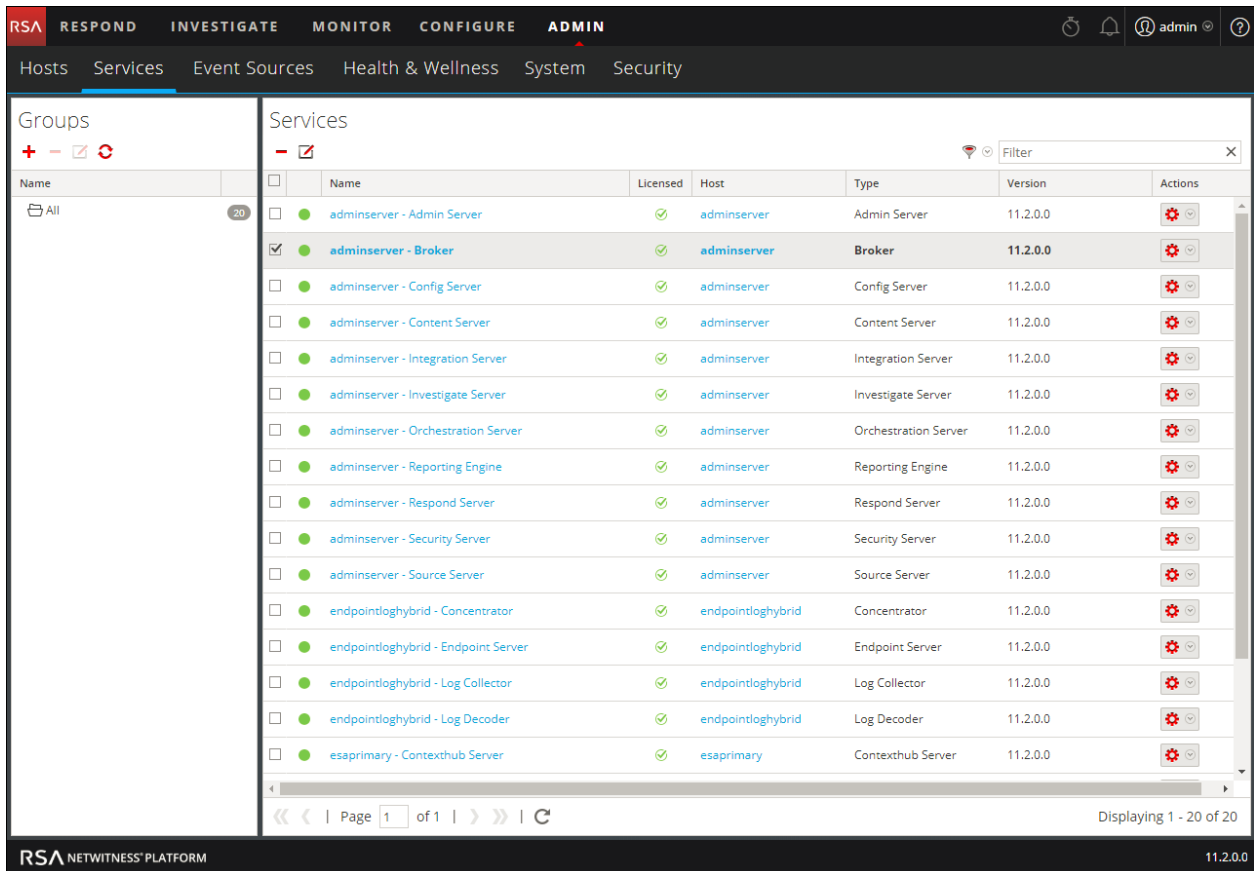 RSA RESPOND INVESTIGATE MONITOR CONFIGURE ADMIN admin ?
Hosts Services Event Sources Health & Wellness System Security
Groups
Name
All 20
Services
Filter
Name Licensed Host Type Version Actions
adminserver - Admin Server adminserver Admin Server 11.2.0.0
adminserver - Broker adminserver Broker 11.2.0.0
adminserver - Config Server adminserver Config Server 11.2.0.0
adminserver - Content Server adminserver Content Server 11.2.0.0
adminserver - Integration Server adminserver Integration Server 11.2.0.0
adminserver - Investigate Server adminserver Investigate Server 11.2.0.0
adminserver - Orchestration Server adminserver Orchestration Server 11.2.0.0
adminserver - Reporting Engine adminserver Reporting Engine 11.2.0.0
adminserver - Respond Server adminserver Respond Server 11.2.0.0
adminserver - Security Server adminserver Security Server 11.2.0.0
adminserver - Source Server adminserver Source Server 11.2.0.0
endpointloghybrid - Concentrator endpointloghybrid Concentrator 11.2.0.0
endpointloghybrid - Endpoint Server endpointloghybrid Endpoint Server 11.2.0.0
endpointloghybrid - Log Collector endpointloghybrid Log Collector 11.2.0.0
endpointloghybrid - Log Decoder endpointloghybrid Log Decoder 11.2.0.0
esaprimary - Contexthub Server esaprimary Contexthub Server 11.2.0.0
Page 1 of 1 Displaying 1 - 20 of 20
RSA NETWITNESS® PLATFORM 11.2.0.0